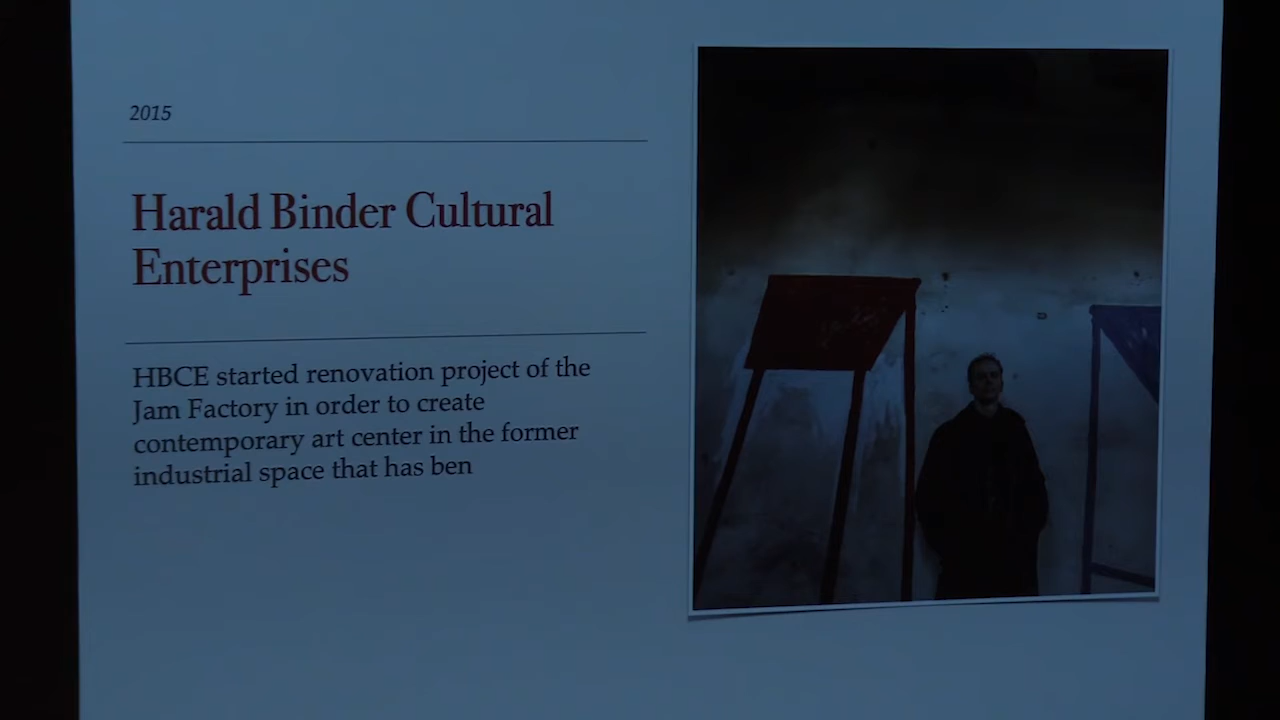 2015
Harald Binder Cultural
Enterprises
HBCE started renovation project of the
Jam Factory in order to create
contemporary art center in the former
industrial space that has ben